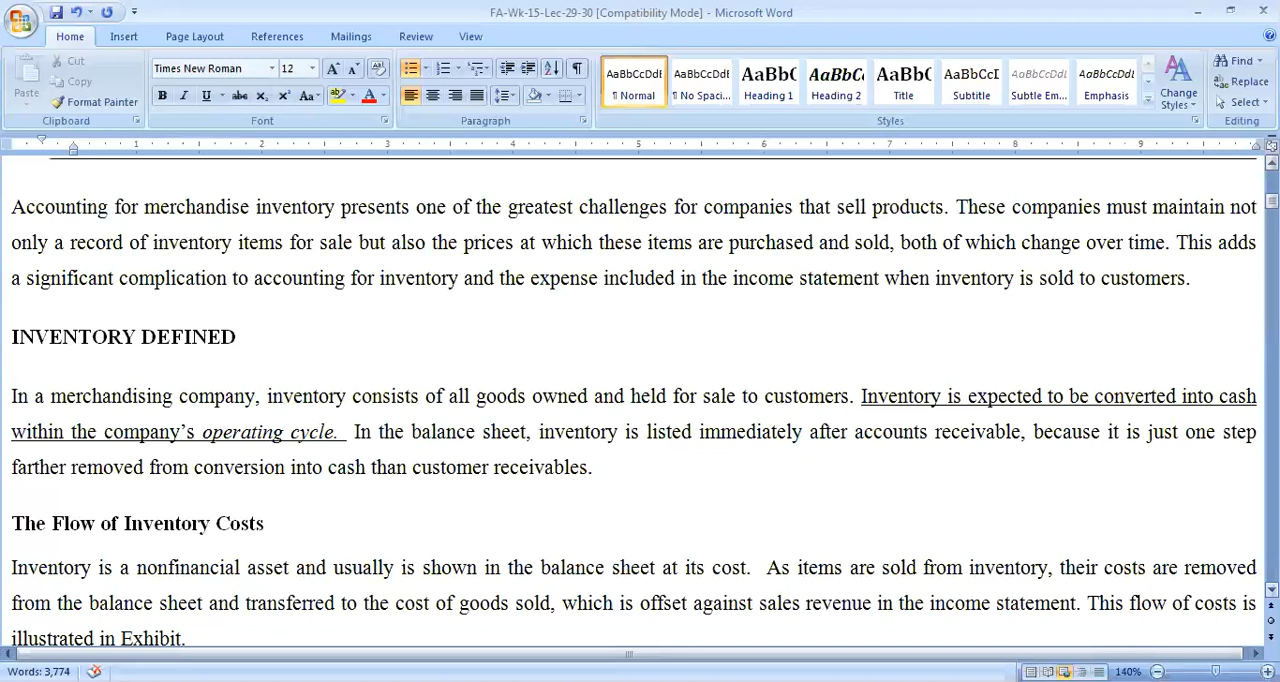 FA-Wk-15-Lec-29-30 [Compatibility Mode] - Microsoft Word
Home Insert Page Layout References Mailings Review View
Paste Cut Copy Format Painter
Times New Roman 12
AaBbCcDdI AaBbCcDdI AaBbC AaBbCc AaBbC AaBbCcI AaBbCcDdI AaBbCcDdI
¶ Normal ¶ No Spaci... Heading 1 Heading 2 Title Subtitle Subtle Em... Emphasis
Change Styles
Find Replace Select
Clipboard Font Paragraph Styles Editing
1 2 3 4 5 6 7 8 9
Accounting for merchandise inventory presents one of the greatest challenges for companies that sell products. These companies must maintain not
only a record of inventory items for sale but also the prices at which these items are purchased and sold, both of which change over time. This adds
a significant complication to accounting for inventory and the expense included in the income statement when inventory is sold to customers.
INVENTORY DEFINED
In a merchandising company, inventory consists of all goods owned and held for sale to customers. Inventory is expected to be converted into cash
within the company’s operating cycle. In the balance sheet, inventory is listed immediately after accounts receivable, because it is just one step
farther removed from conversion into cash than customer receivables.
The Flow of Inventory Costs
Inventory is a nonfinancial asset and usually is shown in the balance sheet at its cost. As items are sold from inventory, their costs are removed
from the balance sheet and transferred to the cost of goods sold, which is offset against sales revenue in the income statement. This flow of costs is
illustrated in Exhibit.
Words: 3,774 140%